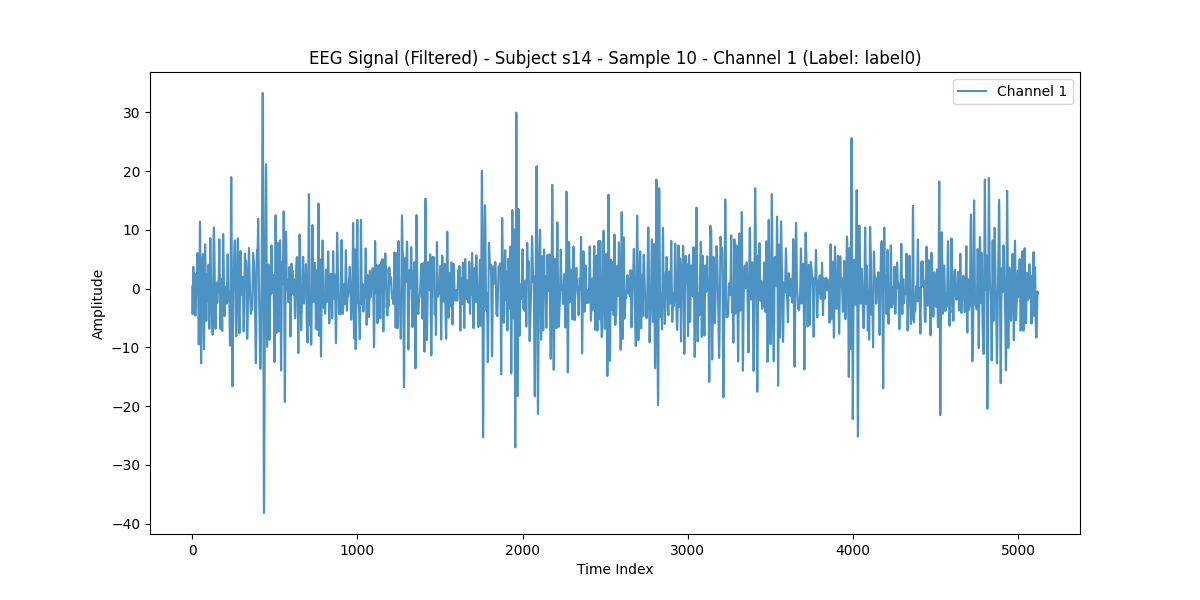 EEG Signal (Filtered) - Subject s14 - Sample 10 - Channel 1 (Label: label0)
Channel 1
30
20
10
0
−10
−20
−30
−40
Amplitude
0 1000 2000 3000 4000 5000
Time Index